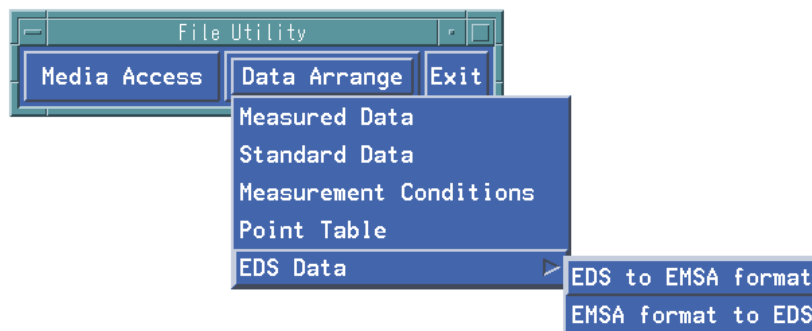 File Utility
Media Access Data Arrange Exit
Measured Data
Standard Data
Measurement Conditions
Point Table
EDS Data
EDS to EMSA format
EMSA format to EDS